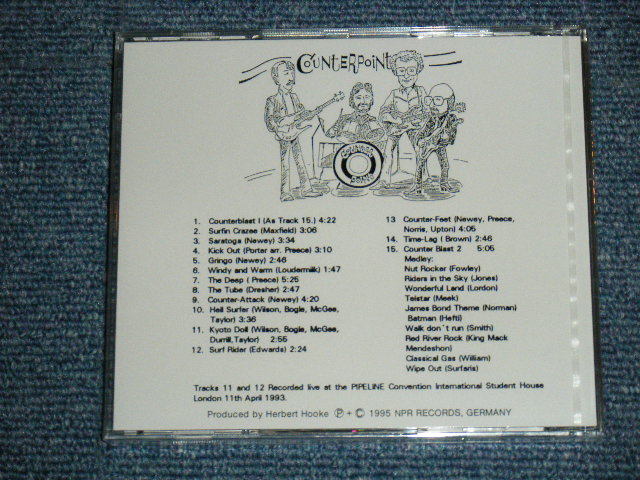 COUNTERPOINT
COUNTER POINT
1. Counterblast I (As Track 15.) 4:22
2. Surfin Crazee (Maxfield) 3:06
3. Saratoga (Newey) 3:34
4. Kick Out (Porter arr. Preece) 3:10
5. Gringo (Newey) 2:46
6. Windy and Warm (Loudermilk) 1:47
7. The Deep ( Preece) 5:25
8. The Tube (Dresher) 2:47
9. Counter-Attack (Newey) 4:20
10. Heil Surfer (Wilson, Bogle, McGee,
Taylor) 3:36
11. Kyoto Doll (Wilson, Bogle, McGee,
Durrill,Taylor) 2:55
12. Surf Rider (Edwards) 2:24
13 Counter-Feet (Newey, Preece,
Norris, Upton) 4:05
14. Time-Lag ( Brown) 2:46
15. Counter Blast 2 5:05
Medley:
Nut Rocker (Fowley)
Riders in the Sky (Jones)
Wonderful Land (Lordon)
Telstar (Meek)
James Bond Theme (Norman)
Batman (Hefti)
Walk don´t run (Smith)
Red River Rock (King Mack
Mendeshon)
Classical Gas (William)
Wipe Out (Surfaris)
Tracks 11 and 12 Recorded live at the PIPELINE Convention International Student House
London 11th April 1993.
Produced by Herbert Hooke ℗ + © 1995 NPR RECORDS, GERMANY